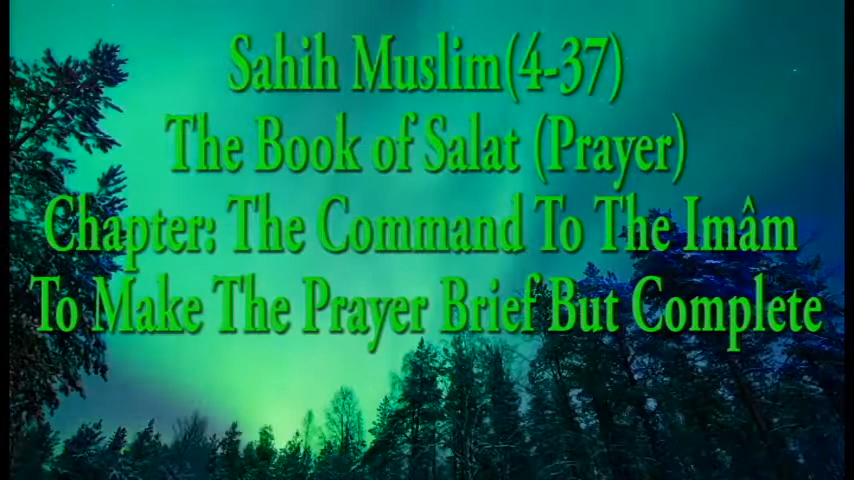 Sahih Muslim(4-37)
The Book of Salat (Prayer)
Chapter: The Command To The Imâm
To Make The Prayer Brief But Complete